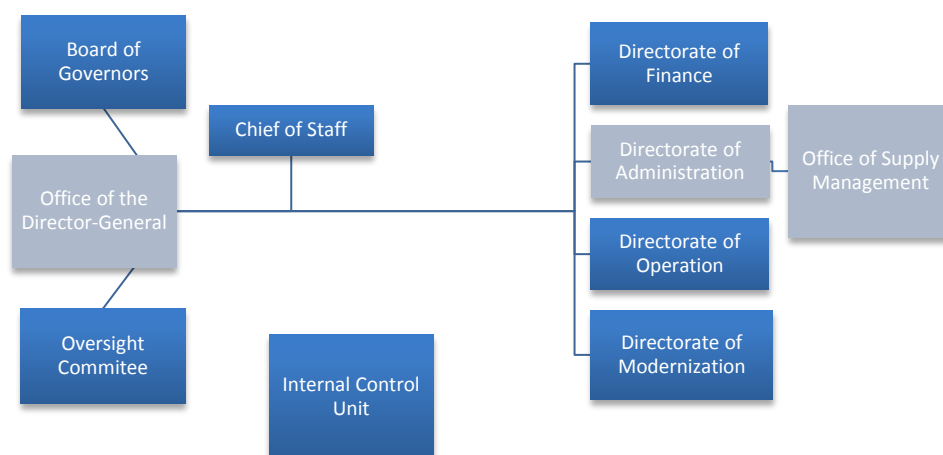 Board of
Governors
Chief of Staff
Office of the
Director-General
Oversight
Commitee
Internal Control
Unit
Directorate of
Finance
Directorate of
Administration
Office of Supply
Management
Directorate of
Operation
Directorate of
Modernization